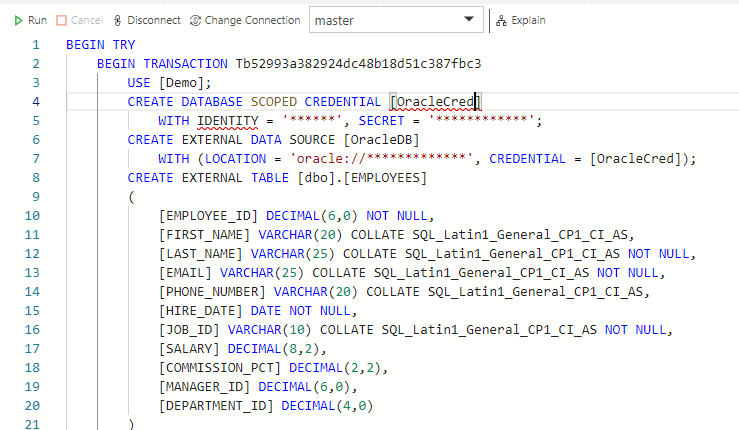 Run Cancel Disconnect Change Connection master Explain
1 BEGIN TRY
2 BEGIN TRANSACTION Tb52993a382924dc48b18d51c387fbc3
3 USE [Demo];
4 CREATE DATABASE SCOPED CREDENTIAL [OracleCred]
5 WITH IDENTITY = '******', SECRET = '************';
6 CREATE EXTERNAL DATA SOURCE [OracleDB]
7 WITH (LOCATION = 'oracle://*************', CREDENTIAL = [OracleCred]);
8 CREATE EXTERNAL TABLE [dbo].[EMPLOYEES]
9 (
10 [EMPLOYEE_ID] DECIMAL(6,0) NOT NULL,
11 [FIRST_NAME] VARCHAR(20) COLLATE SQL_Latin1_General_CP1_CI_AS,
12 [LAST_NAME] VARCHAR(25) COLLATE SQL_Latin1_General_CP1_CI_AS NOT NULL,
13 [EMAIL] VARCHAR(25) COLLATE SQL_Latin1_General_CP1_CI_AS NOT NULL,
14 [PHONE_NUMBER] VARCHAR(20) COLLATE SQL_Latin1_General_CP1_CI_AS,
15 [HIRE_DATE] DATE NOT NULL,
16 [JOB_ID] VARCHAR(10) COLLATE SQL_Latin1_General_CP1_CI_AS NOT NULL,
17 [SALARY] DECIMAL(8,2),
18 [COMMISSION_PCT] DECIMAL(2,2),
19 [MANAGER_ID] DECIMAL(6,0),
20 [DEPARTMENT_ID] DECIMAL(4,0)
21 )